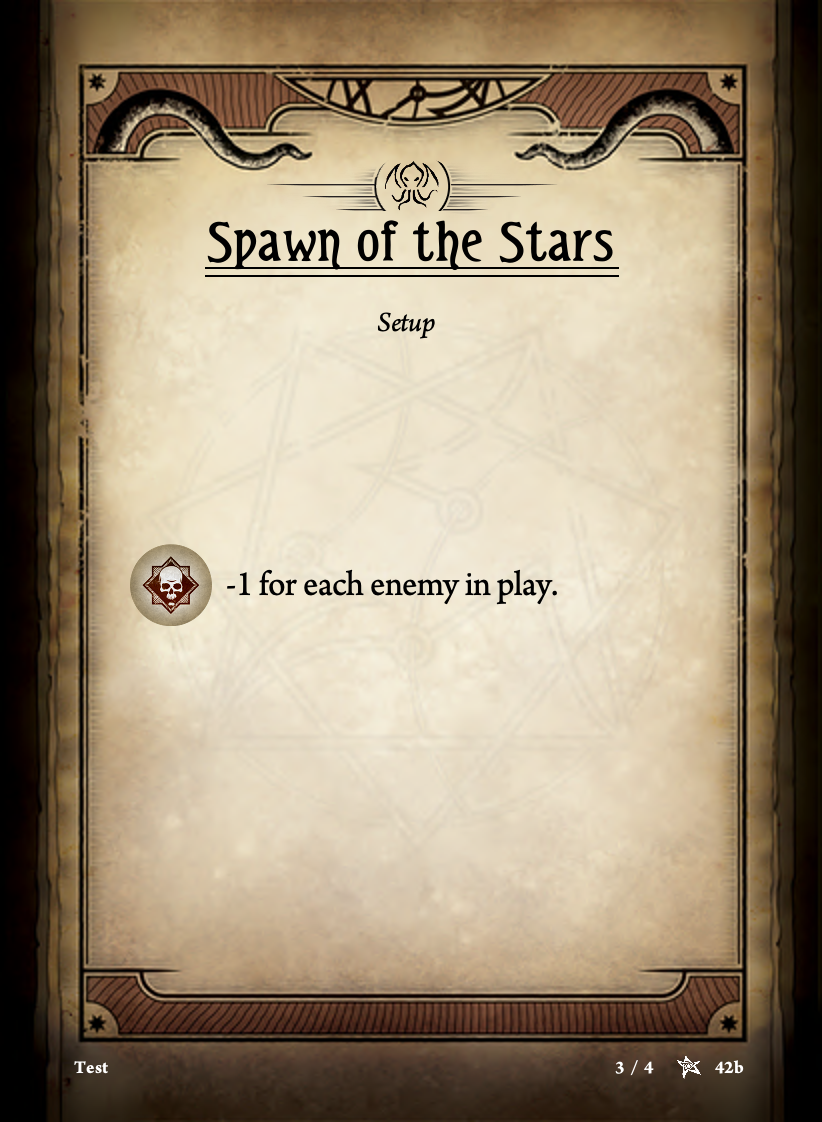 Spawn of the Stars
Setup
-1 for each enemy in play.
Test
3 / 4
42b